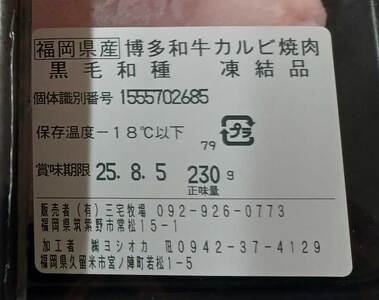 福岡県産 博多和牛カルビ焼肉
黒毛和種 凍結品
個体識別番号 1555702685
保存温度－18℃以下 79 プラ
賞味期限 25.8.5 230g
正味量
販売者（有）三宅牧場 092-926-0773
福岡県筑紫野市常松15-1
加工者 ㈱ヨシオカ ℡0942-37-4129
福岡県久留米市宮ノ陣町若松1-5